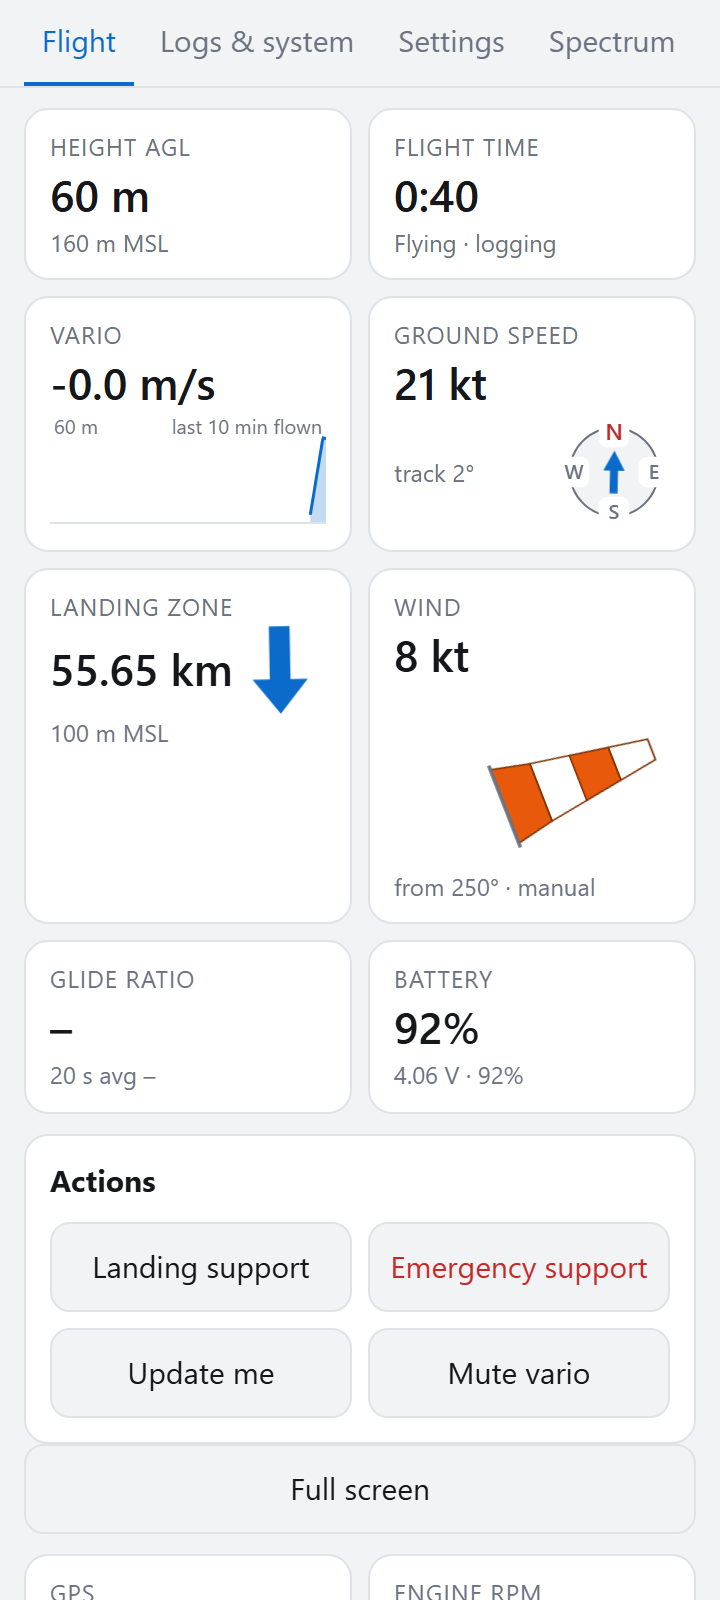 Flight Logs & system Settings Spectrum
HEIGHT AGL
60 m
160 m MSL
FLIGHT TIME
0:40
Flying · logging
VARIO
-0.0 m/s
60 m last 10 min flown
GROUND SPEED
21 kt
track 2°
N
W E
S
LANDING ZONE
55.65 km
100 m MSL
WIND
8 kt
from 250° · manual
GLIDE RATIO
–
20 s avg –
BATTERY
92%
4.06 V · 92%
Actions
Landing support
Emergency support
Update me
Mute vario
Full screen
GPS
ENGINE RPM